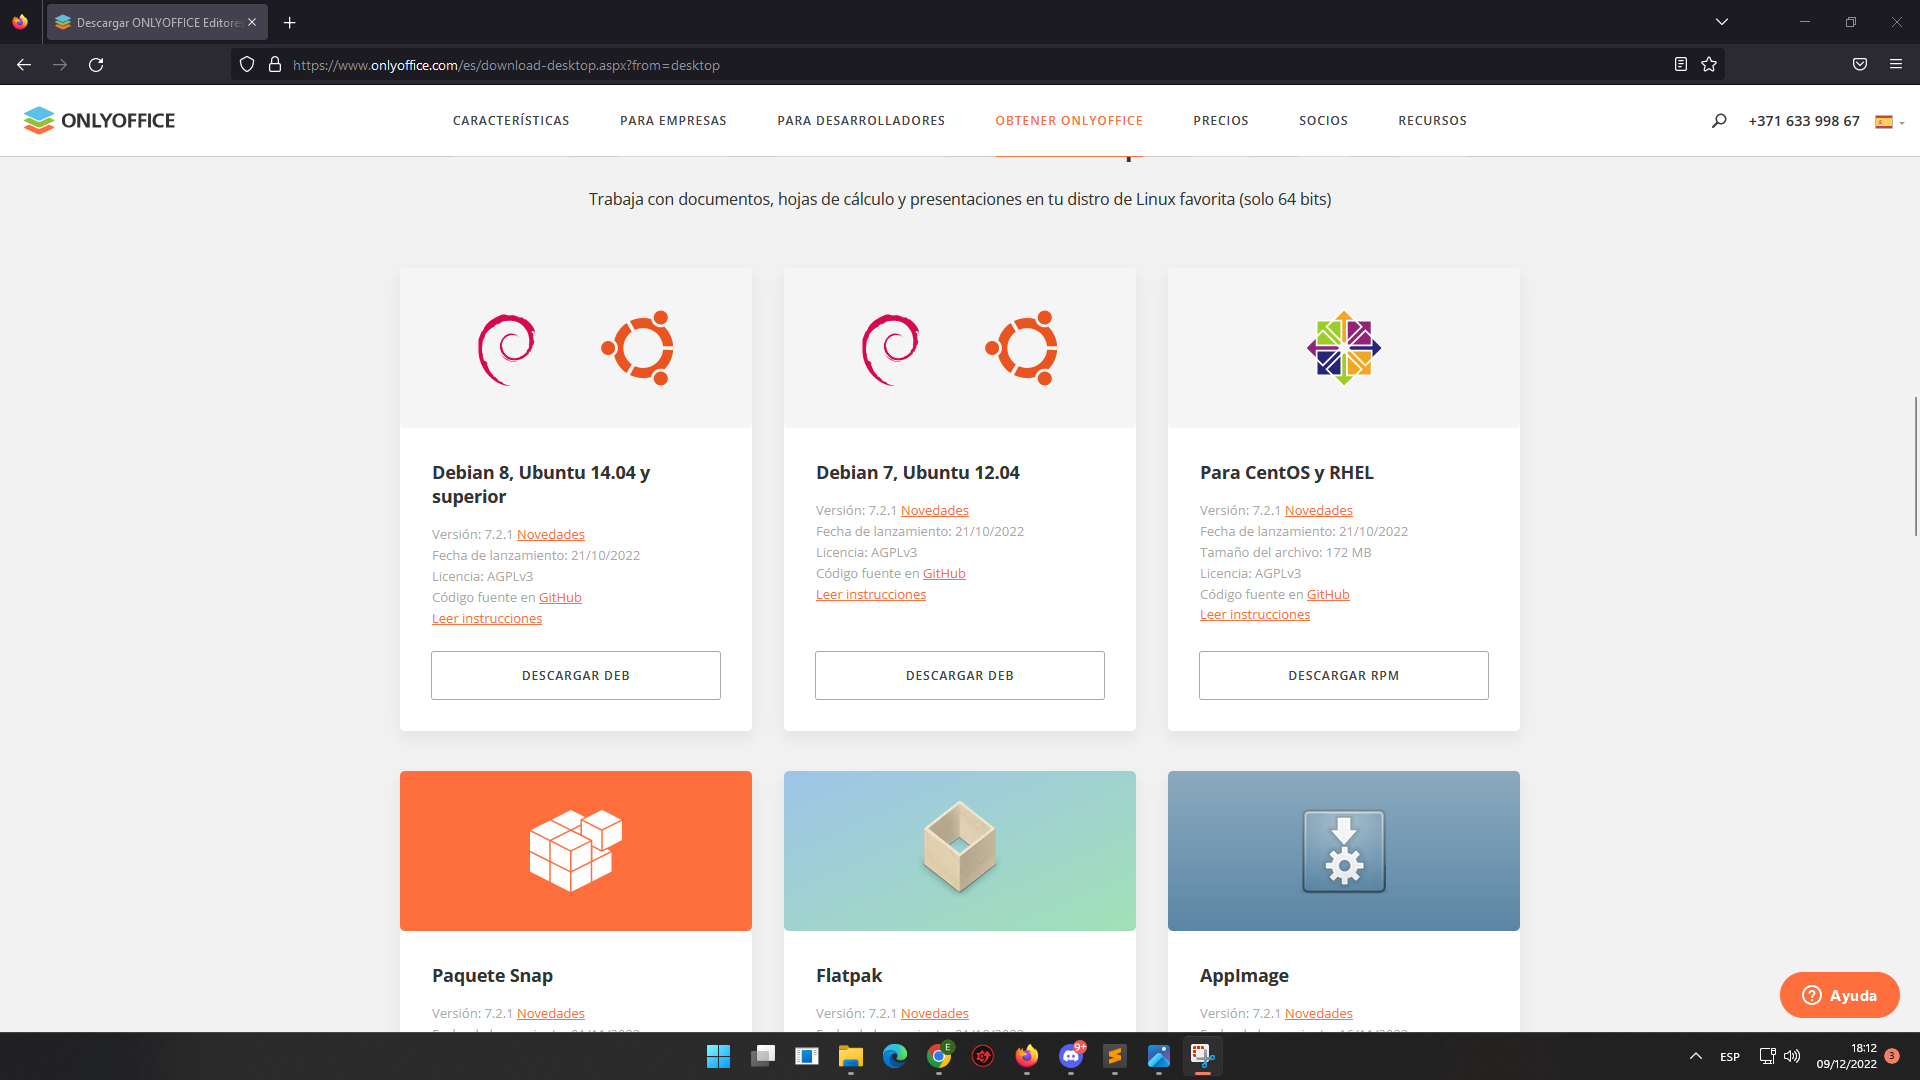 Descargar ONLYOFFICE Editore
https://www.onlyoffice.com/es/download-desktop.aspx?from=desktop
ONLYOFFICE
CARACTERÍSTICAS
PARA EMPRESAS
PARA DESARROLLADORES
OBTENER ONLYOFFICE
PRECIOS
SOCIOS
RECURSOS
+371 633 998 67
Trabaja con documentos, hojas de cálculo y presentaciones en tu distro de Linux favorita (solo 64 bits)
Debian 8, Ubuntu 14.04 y
superior
Versión: 7.2.1 Novedades
Fecha de lanzamiento: 21/10/2022
Licencia: AGPLv3
Código fuente en GitHub
Leer instrucciones
DESCARGAR DEB
Debian 7, Ubuntu 12.04
Versión: 7.2.1 Novedades
Fecha de lanzamiento: 21/10/2022
Licencia: AGPLv3
Código fuente en GitHub
Leer instrucciones
DESCARGAR DEB
Para CentOS y RHEL
Versión: 7.2.1 Novedades
Fecha de lanzamiento: 21/10/2022
Tamaño del archivo: 172 MB
Licencia: AGPLv3
Código fuente en GitHub
Leer instrucciones
DESCARGAR RPM
Paquete Snap
Versión: 7.2.1 Novedades
Flatpak
Versión: 7.2.1 Novedades
AppImage
Versión: 7.2.1 Novedades
Ayuda
E
9+
ESP
18:12
09/12/2022
3